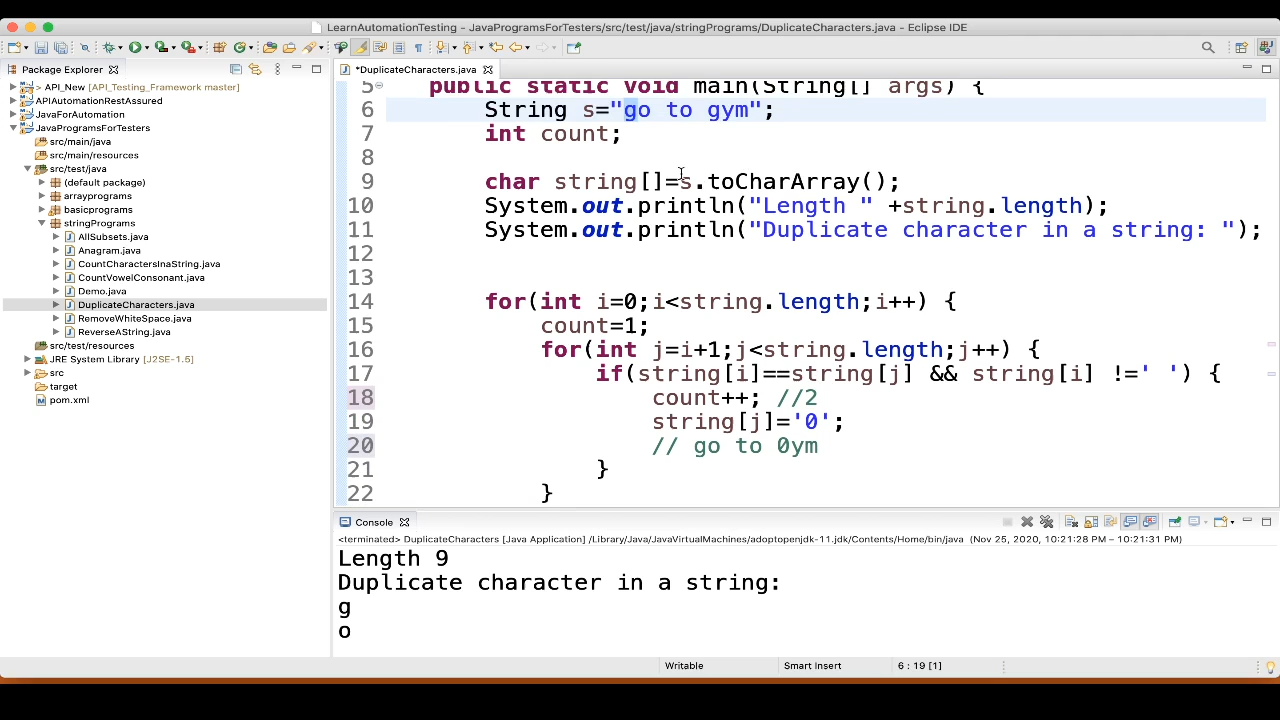 LearnAutomationTesting - JavaProgramsForTesters/src/test/java/stringPrograms/DuplicateCharacters.java - Eclipse IDE
Package Explorer
*DuplicateCharacters.java
> API_New [API_Testing_Framework master]
APIAutomationRestAssured
JavaForAutomation
JavaProgramsForTesters
src/main/java
src/main/resources
src/test/java
(default package)
arrayprograms
basicprograms
stringPrograms
AllSubsets.java
Anagram.java
CountCharactersInaString.java
CountVowelConsonant.java
Demo.java
DuplicateCharacters.java
RemoveWhiteSpace.java
ReverseAString.java
src/test/resources
JRE System Library [J2SE-1.5]
src
target
pom.xml
5 public static void main(String[] args) {
6 String s="go to gym";
7 int count;
8
9 char string[]=s.toCharArray();
10 System.out.println("Length " +string.length);
11 System.out.println("Duplicate character in a string: ");
12
13
14 for(int i=0;i<string.length;i++) {
15 count=1;
16 for(int j=i+1;j<string.length;j++) {
17 if(string[i]==string[j] && string[i] !=' ') {
18 count++; //2
19 string[j]='0';
20 // go to 0ym
21 }
22 }
Console
<terminated> DuplicateCharacters [Java Application] /Library/Java/JavaVirtualMachines/adoptopenjdk-11.jdk/Contents/Home/bin/java (Nov 25, 2020, 10:21:28 PM – 10:21:31 PM)
Length 9
Duplicate character in a string:
g
o
Writable
Smart Insert
6 : 19 [1]